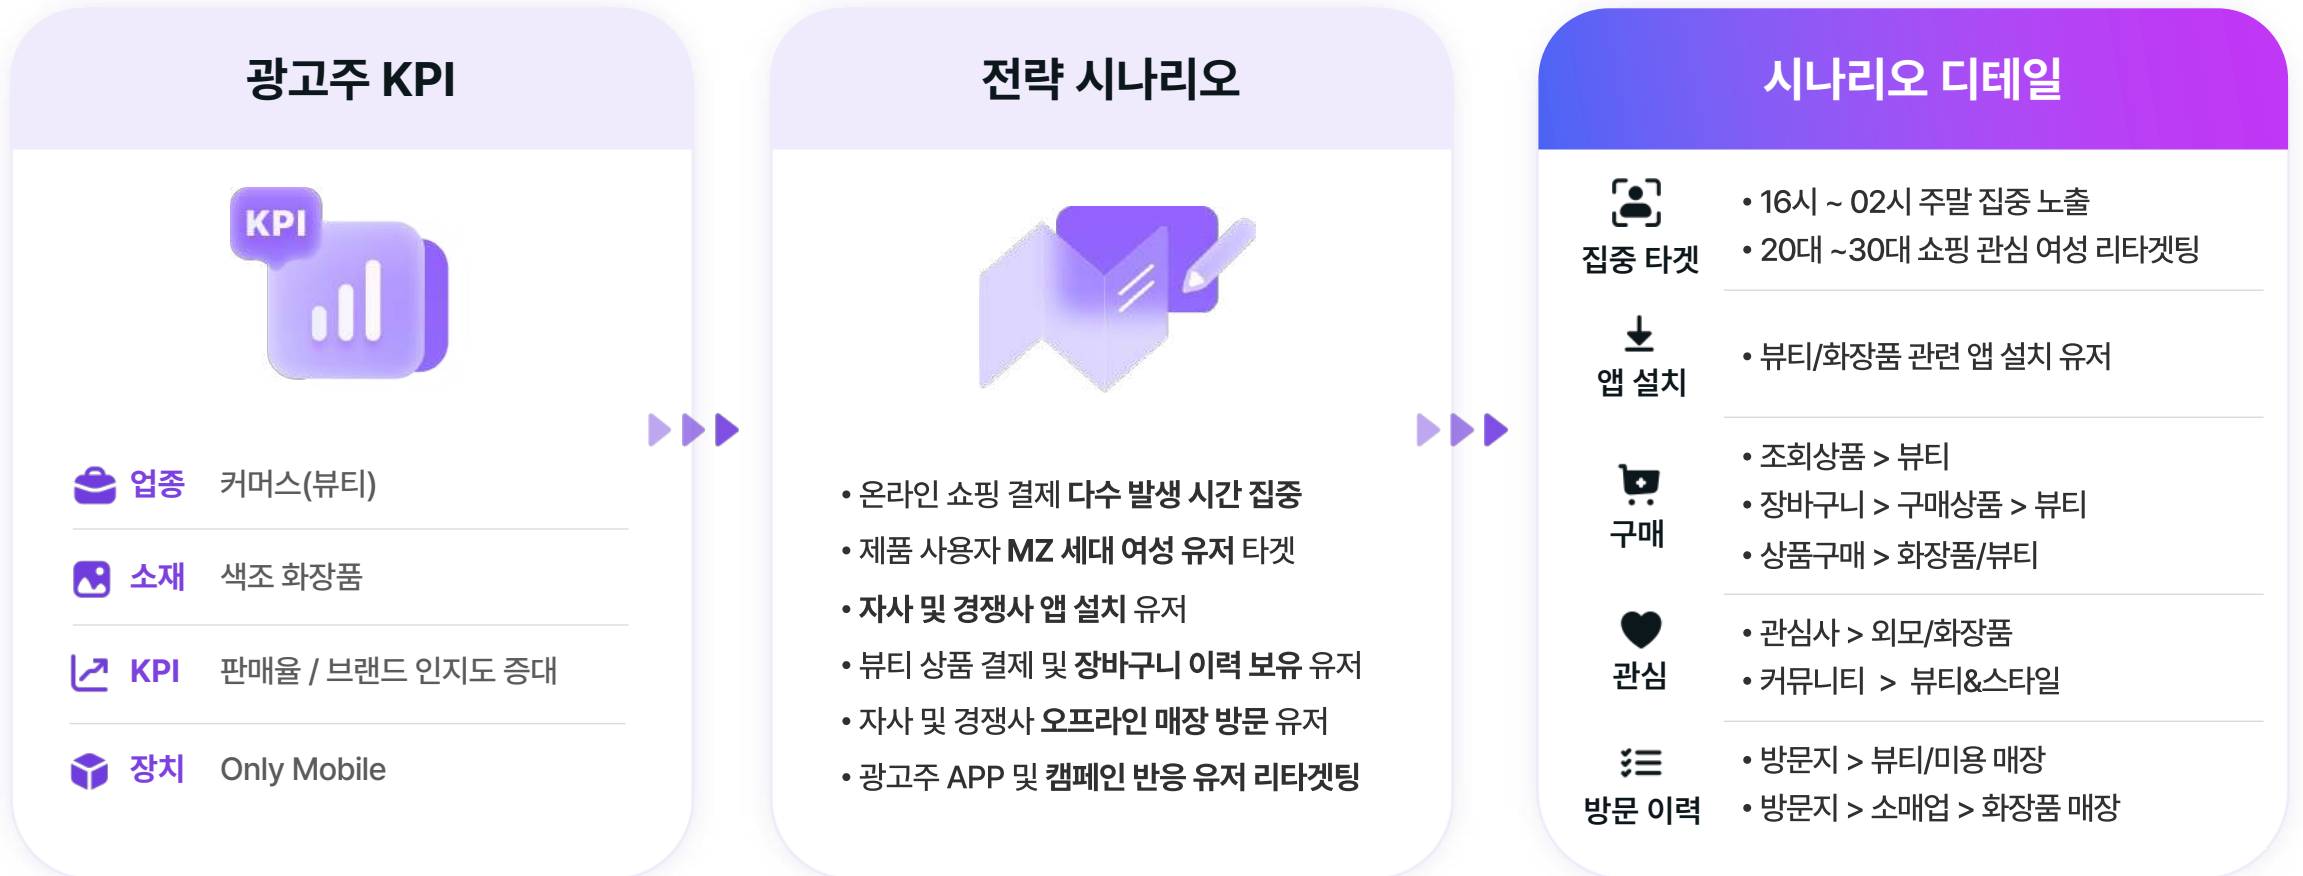 광고주 KPI
KPI
업종 커머스(뷰티)
소재 색조 화장품
KPI 판매율 / 브랜드 인지도 증대
장치 Only Mobile
전략 시나리오
• 온라인 쇼핑 결제 다수 발생 시간 집중
• 제품 사용자 MZ 세대 여성 유저 타겟
• 자사 및 경쟁사 앱 설치 유저
• 뷰티 상품 결제 및 장바구니 이력 보유 유저
• 자사 및 경쟁사 오프라인 매장 방문 유저
• 광고주 APP 및 캠페인 반응 유저 리타겟팅
시나리오 디테일
집중 타겟
• 16시 ~ 02시 주말 집중 노출
• 20대 ~30대 쇼핑 관심 여성 리타겟팅
앱 설치
• 뷰티/화장품 관련 앱 설치 유저
구매
• 조회상품 > 뷰티
• 장바구니 > 구매상품 > 뷰티
• 상품구매 > 화장품/뷰티
관심
• 관심사 > 외모/화장품
• 커뮤니티 > 뷰티&스타일
방문 이력
• 방문지 > 뷰티/미용 매장
• 방문지 > 소매업 > 화장품 매장